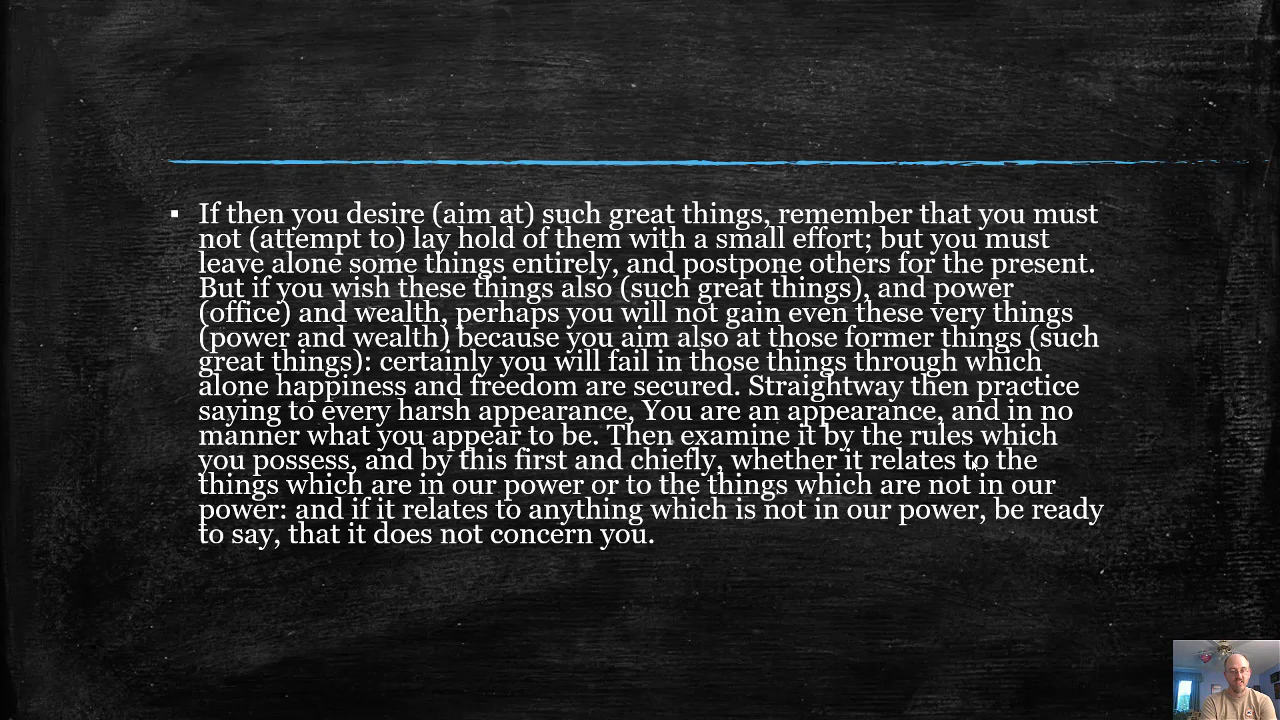 ▪ If then you desire (aim at) such great things, remember that you must
not (attempt to) lay hold of them with a small effort; but you must
leave alone some things entirely, and postpone others for the present.
But if you wish these things also (such great things), and power
(office) and wealth, perhaps you will not gain even these very things
(power and wealth) because you aim also at those former things (such
great things): certainly you will fail in those things through which
alone happiness and freedom are secured. Straightway then practice
saying to every harsh appearance, You are an appearance, and in no
manner what you appear to be. Then examine it by the rules which
you possess, and by this first and chiefly, whether it relates to the
things which are in our power or to the things which are not in our
power: and if it relates to anything which is not in our power, be ready
to say, that it does not concern you.